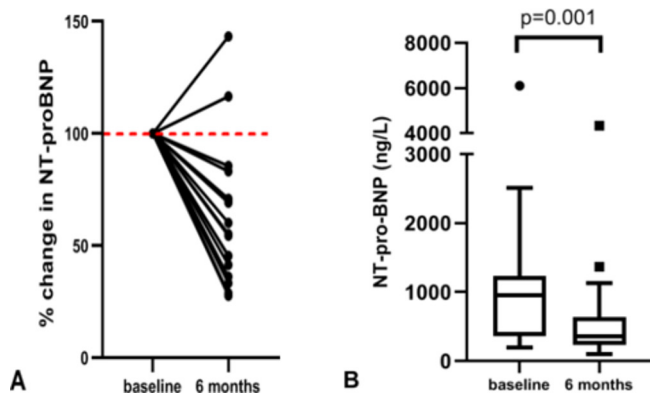 % change in NT-proBNP
150
100
50
0
baseline
6 months
A
p=0.001
NT-pro-BNP (ng/L)
8000
6000
4000
3000
2000
1000
0
baseline
6 months
B